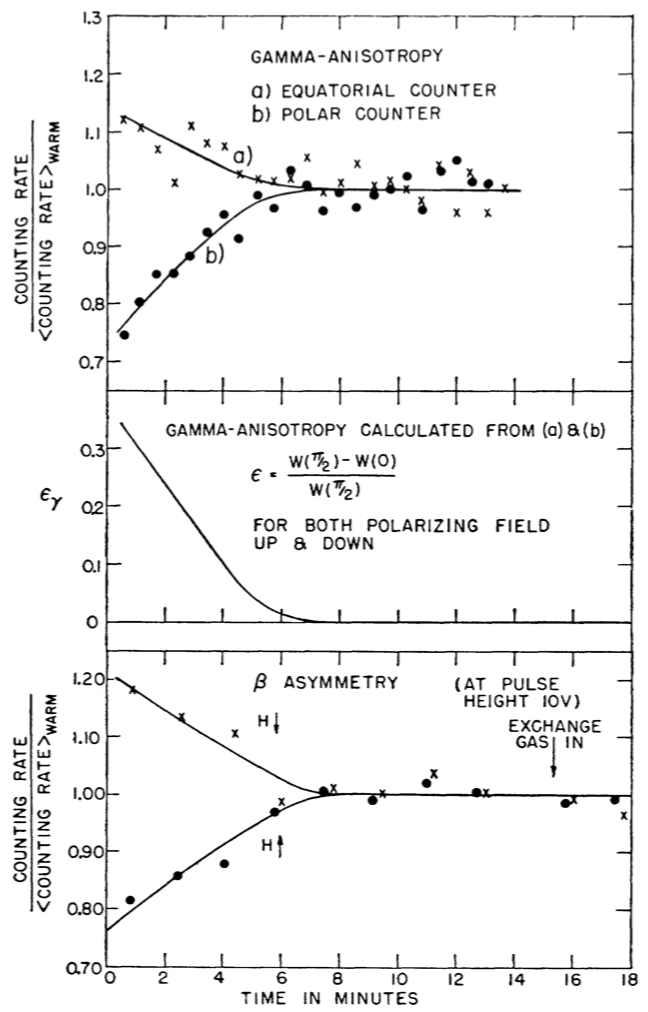 1.3
GAMMA-ANISOTROPY
1.2
a) EQUATORIAL COUNTER
b) POLAR COUNTER
1.1
a)
1.0
0.9
b)
0.8
0.7
COUNTING RATE
<COUNTING RATE>WARM
GAMMA-ANISOTROPY CALCULATED FROM (a) & (b)
0.3
ϵ = W(π/2) - W(0)
W(π/2)
ϵγ
0.2
FOR BOTH POLARIZING FIELD
UP & DOWN
0.1
0
1.20
β ASYMMETRY
(AT PULSE
HEIGHT 10V)
H↓
EXCHANGE
GAS IN
1.10
1.00
H↑
0.90
0.80
0.70
COUNTING RATE
<COUNTING RATE>WARM
0 2 4 6 8 10 12 14 16 18
TIME IN MINUTES